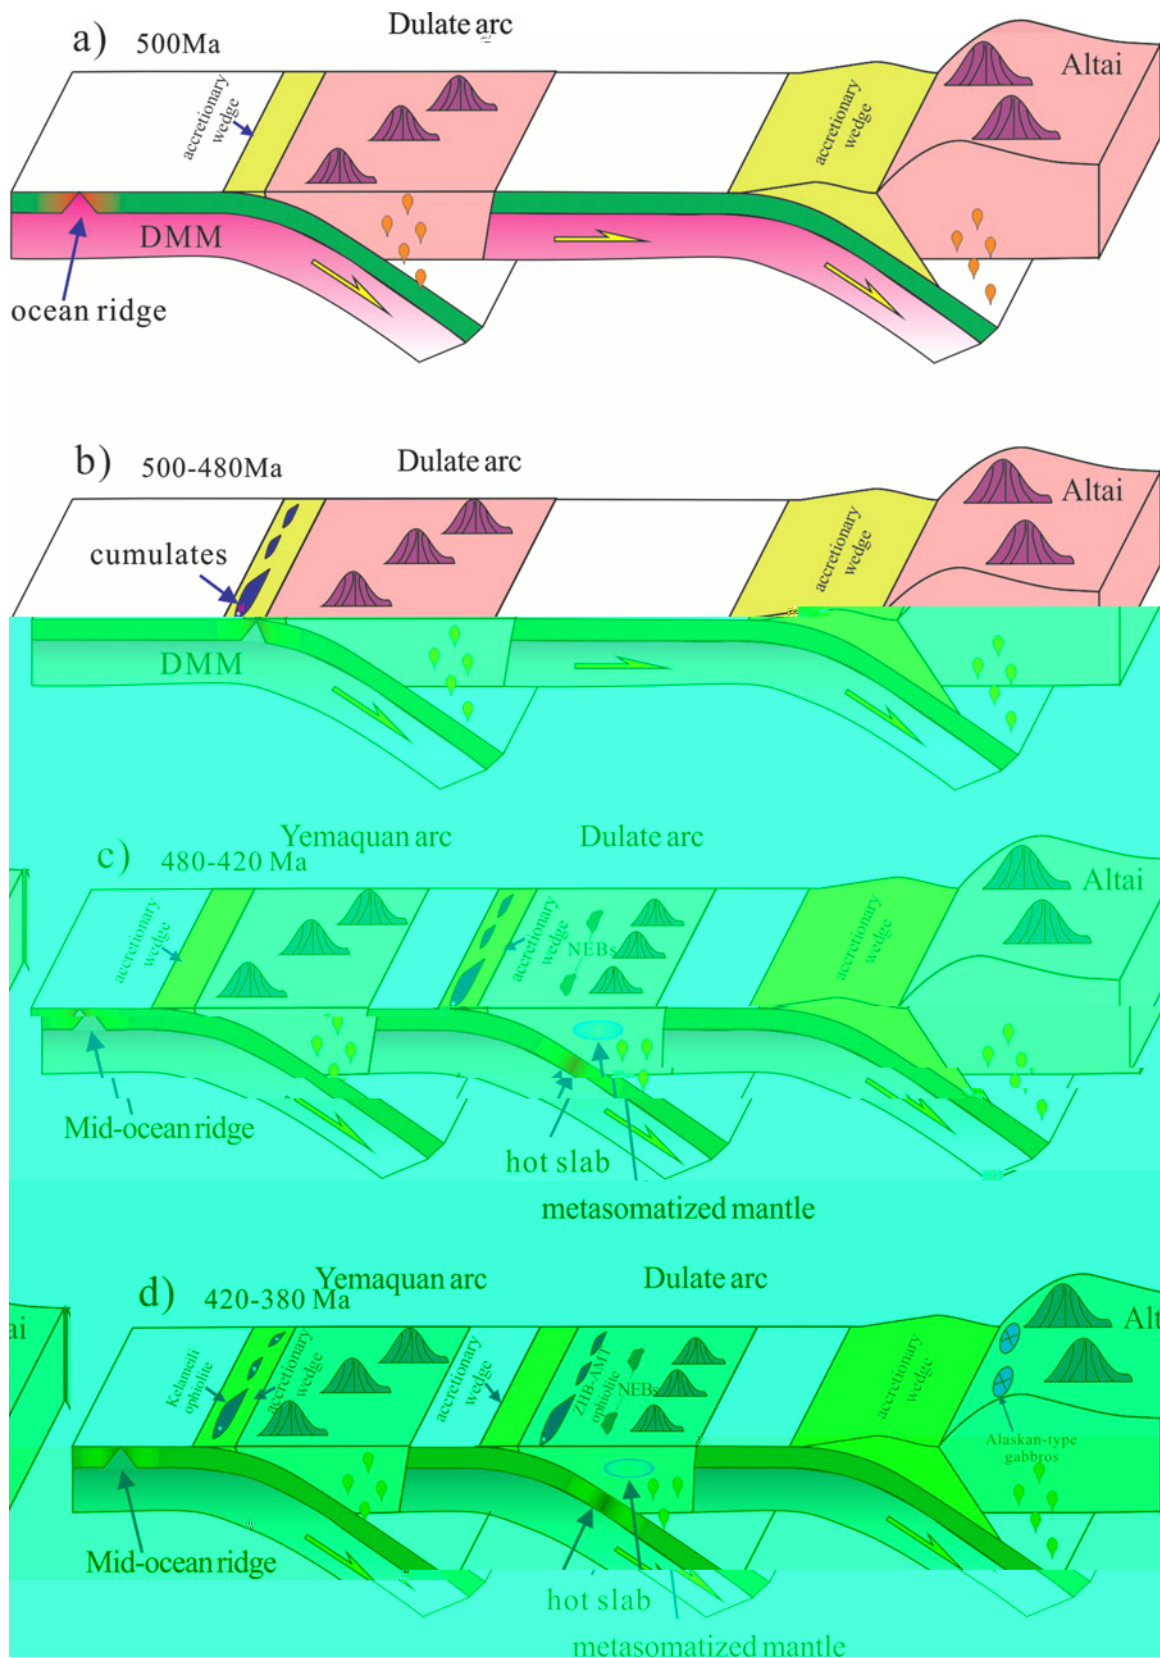 a)
500Ma
Dulate arc
Altai
accretionary
wedge
accretionary
wedge
DMM
ocean ridge
b)
500-480Ma
Dulate arc
Altai
cumulates
accretionary
wedge
DMM
c)
480-420 Ma
Yemaquan arc
Dulate arc
Altai
accretionary
wedge
accretionary
wedge
NEBs
accretionary
wedge
Mid-ocean ridge
hot slab
metasomatized mantle
d)
420-380 Ma
Yemaquan arc
Dulate arc
ai
Alt
Kelameili
ophiolite
accretionary
wedge
accretionary
wedge
ZHB-AMT
ophiolite
NEBs
accretionary
wedge
Alaskan-type
gabbros
Mid-ocean ridge
hot slab
metasomatized mantle